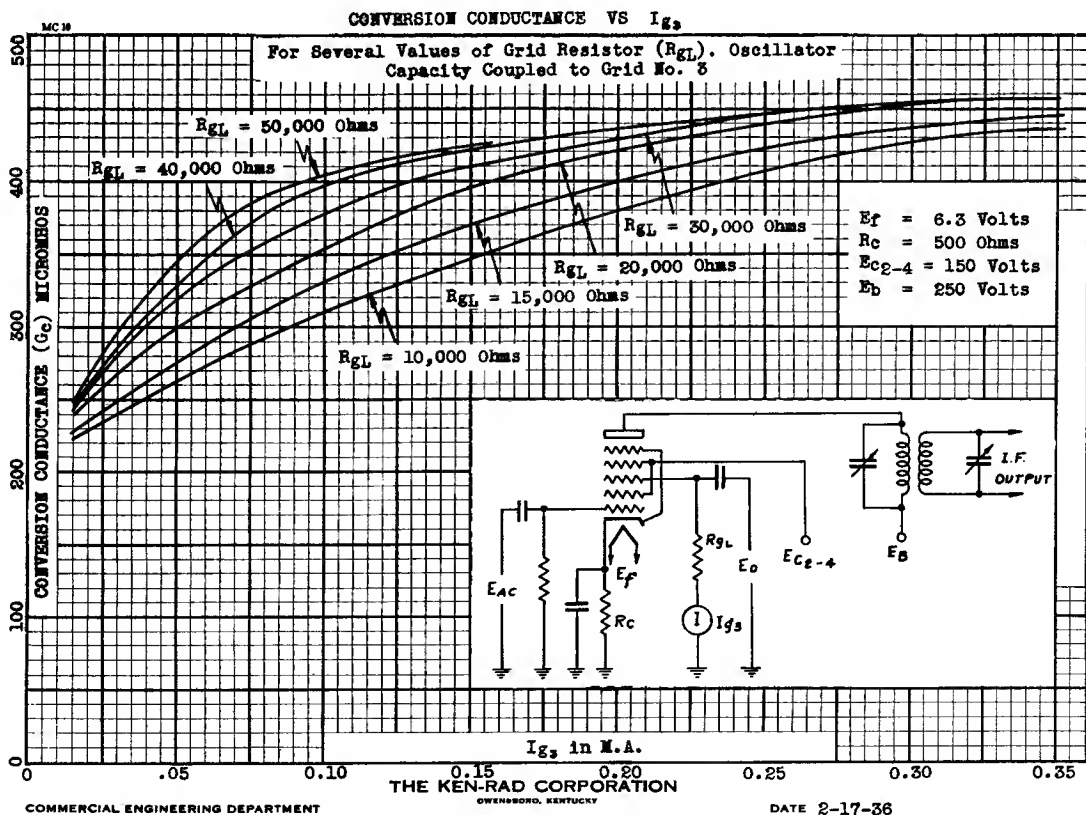 CONVERSION CONDUCTANCE VS Ig3
MC 10
For Several Values of Grid Resistor (RgL). Oscillator
Capacity Coupled to Grid No. 3
500
400
300
200
100
0
CONVERSION CONDUCTANCE (Gc) MICROMHOS
RgL = 50,000 Ohms
RgL = 40,000 Ohms
RgL = 30,000 Ohms
RgL = 20,000 Ohms
RgL = 15,000 Ohms
RgL = 10,000 Ohms
Ef = 6.3 Volts
Rc = 500 Ohms
Ec2-4 = 150 Volts
Eb = 250 Volts
I.F.
OUTPUT
EAC
Ef
RC
RgL
I
Ig3
EO
EC2-4
EB
Ig3 in M.A.
0
.05
0.10
0.15
0.20
0.25
0.30
0.35
THE KEN-RAD CORPORATION
OWENSBORO, KENTUCKY
COMMERCIAL ENGINEERING DEPARTMENT
DATE 2-17-36